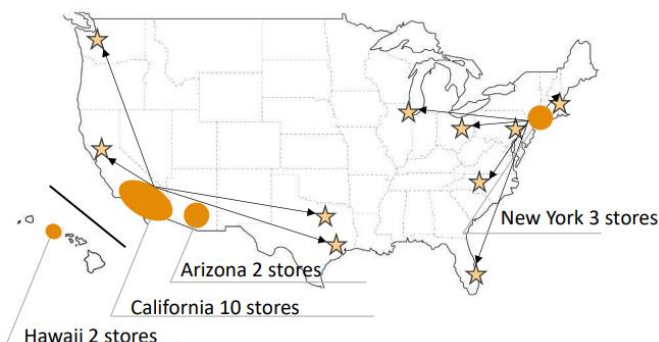 New York 3 stores
Arizona 2 stores
California 10 stores
Hawaii 2 stores